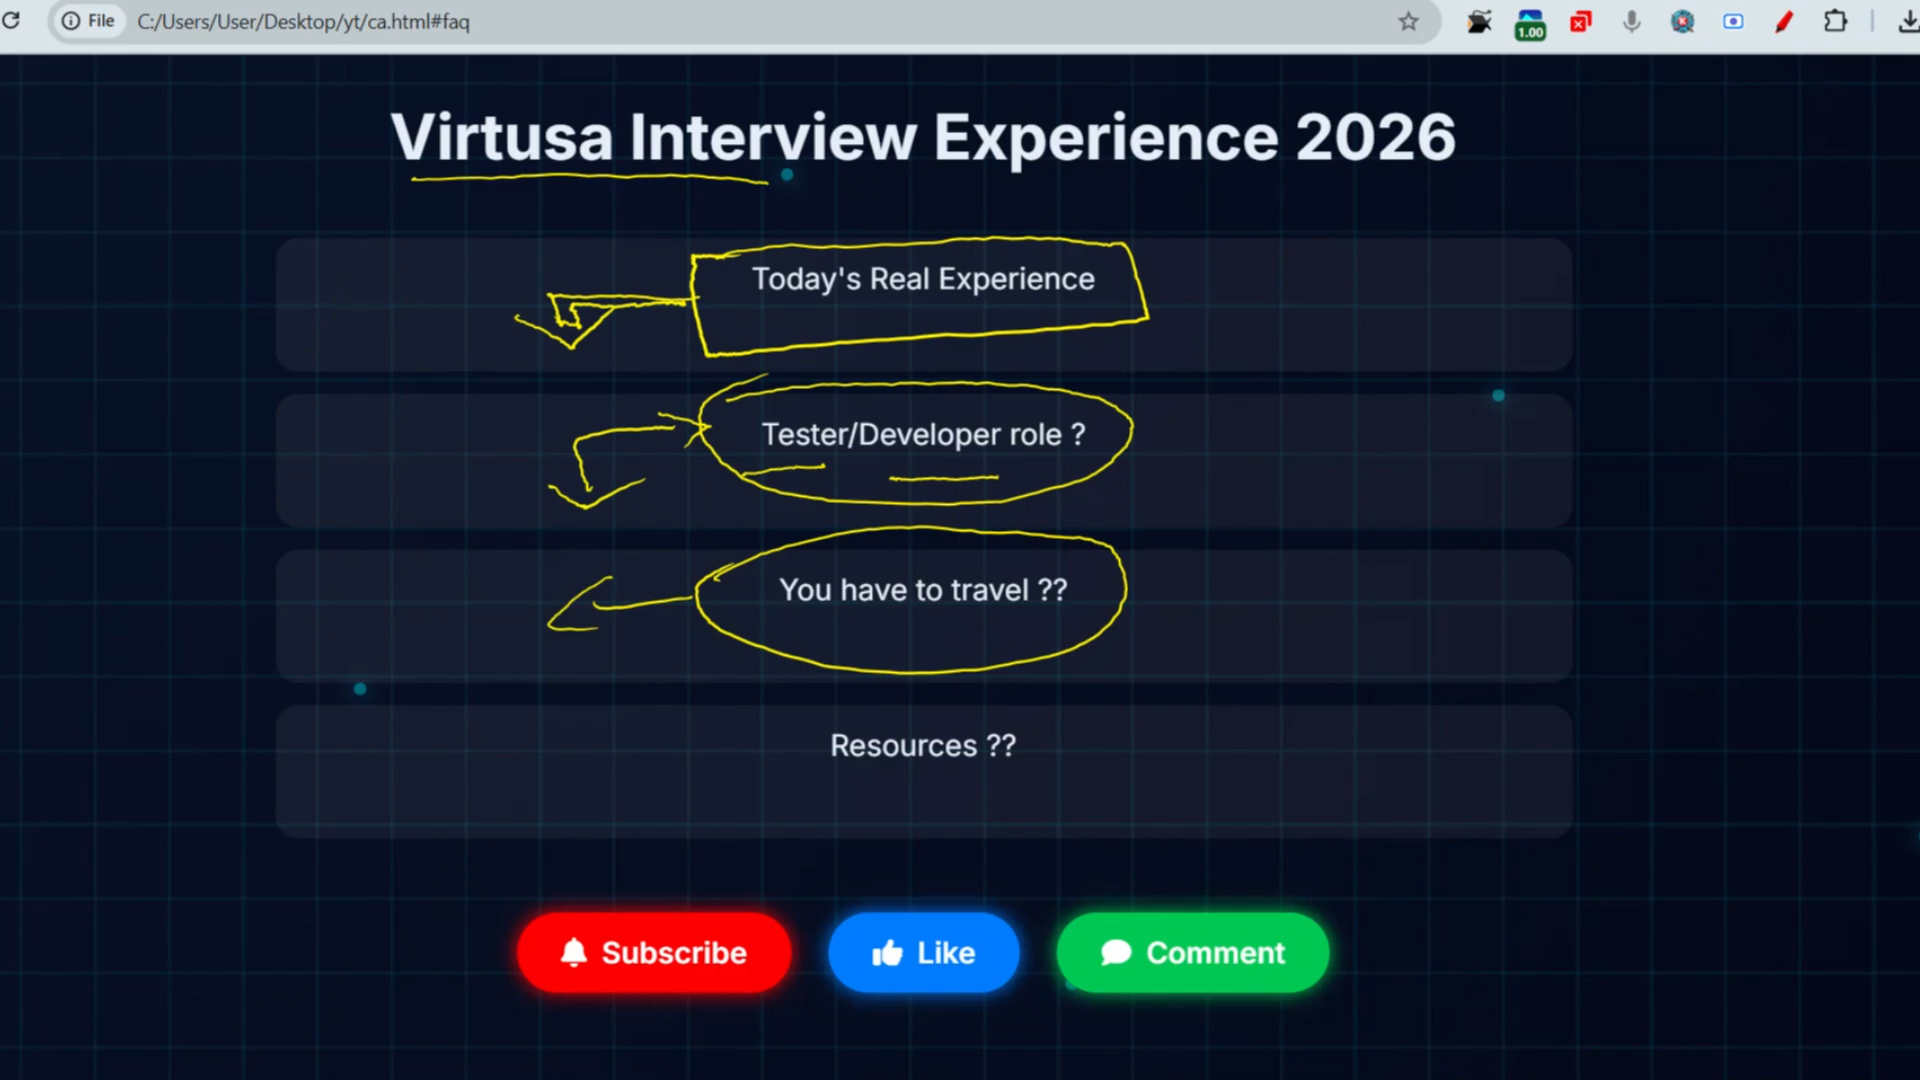 File C:/Users/User/Desktop/yt/ca.html#faq
1.00
Virtusa Interview Experience 2026
Today's Real Experience
Tester/Developer role ?
You have to travel ??
Resources ??
Subscribe Like Comment